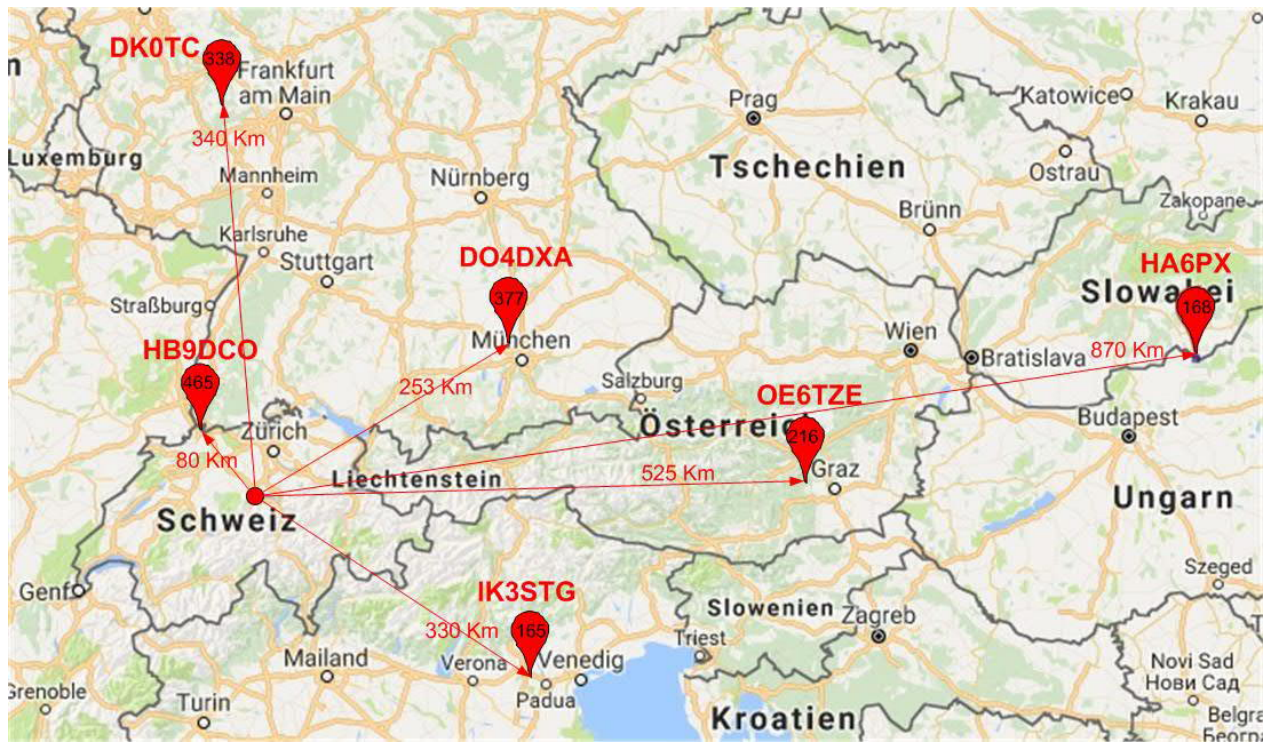 DK0TC
338
Frankfurt
am Main
340 Km
n
Luxemburg
Mannheim
Nürnberg
Prag
Tschechien
Katowice
Krakau
Ostrau
Zakopane
Brünn
Karlsruhe
Stuttgart
Straßburg
DO4DXA
377
München
253 Km
HB9DCO
465
Zürich
80 Km
Salzburg
Wien
Bratislava
HA6PX
Slowakei
168
870 Km
OE6TZE
Österreich
216
Graz
525 Km
Budapest
Ungarn
Liechtenstein
Schweiz
Genf
IK3STG
330 Km
165
Slowenien
Zagreb
Szeged
Triest
Mailand
Verona
Venedig
Padua
Turin
Grenoble
Kroatien
Novi Sad
Нови Сад
Belgra
Београ